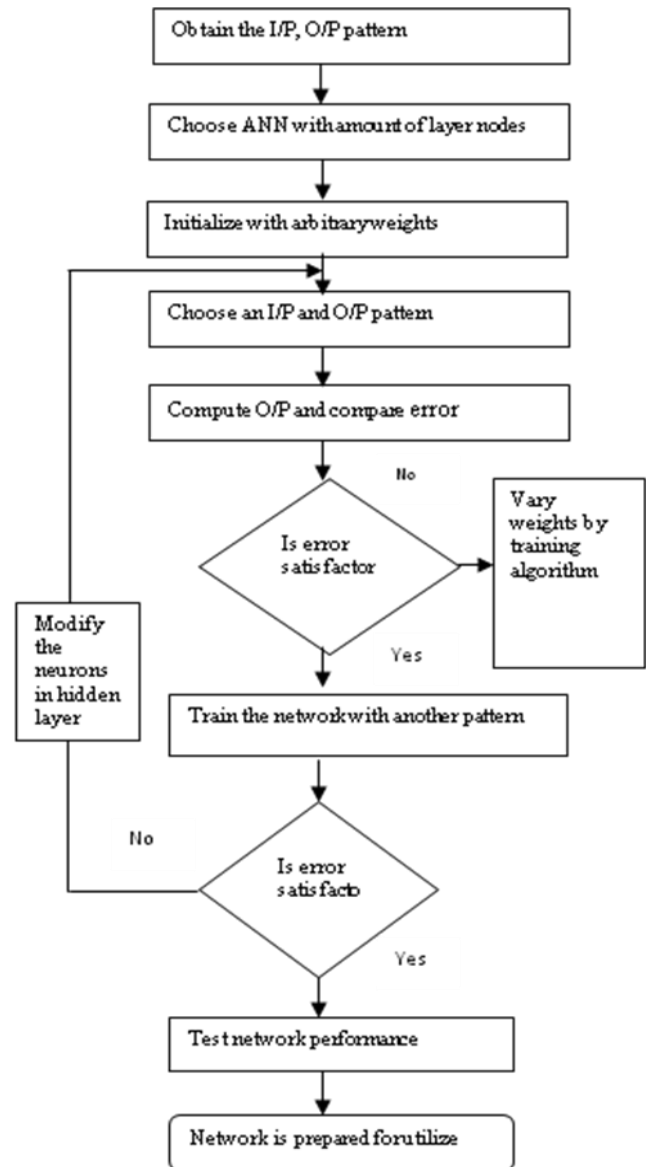 Obtain the I/P, O/P pattern
Choose ANN with amount of layer nodes
Initialize with arbitrary weights
Choose an I/P and O/P pattern
Compute O/P and compare error
No
Is error
satisfactor
Vary
weights by
training
algorithm
Yes
Modify
the
neurons
in hidden
layer
Train the network with another pattern
No
Is error
satisfacto
Yes
Test network performance
Network is prepared forutilize